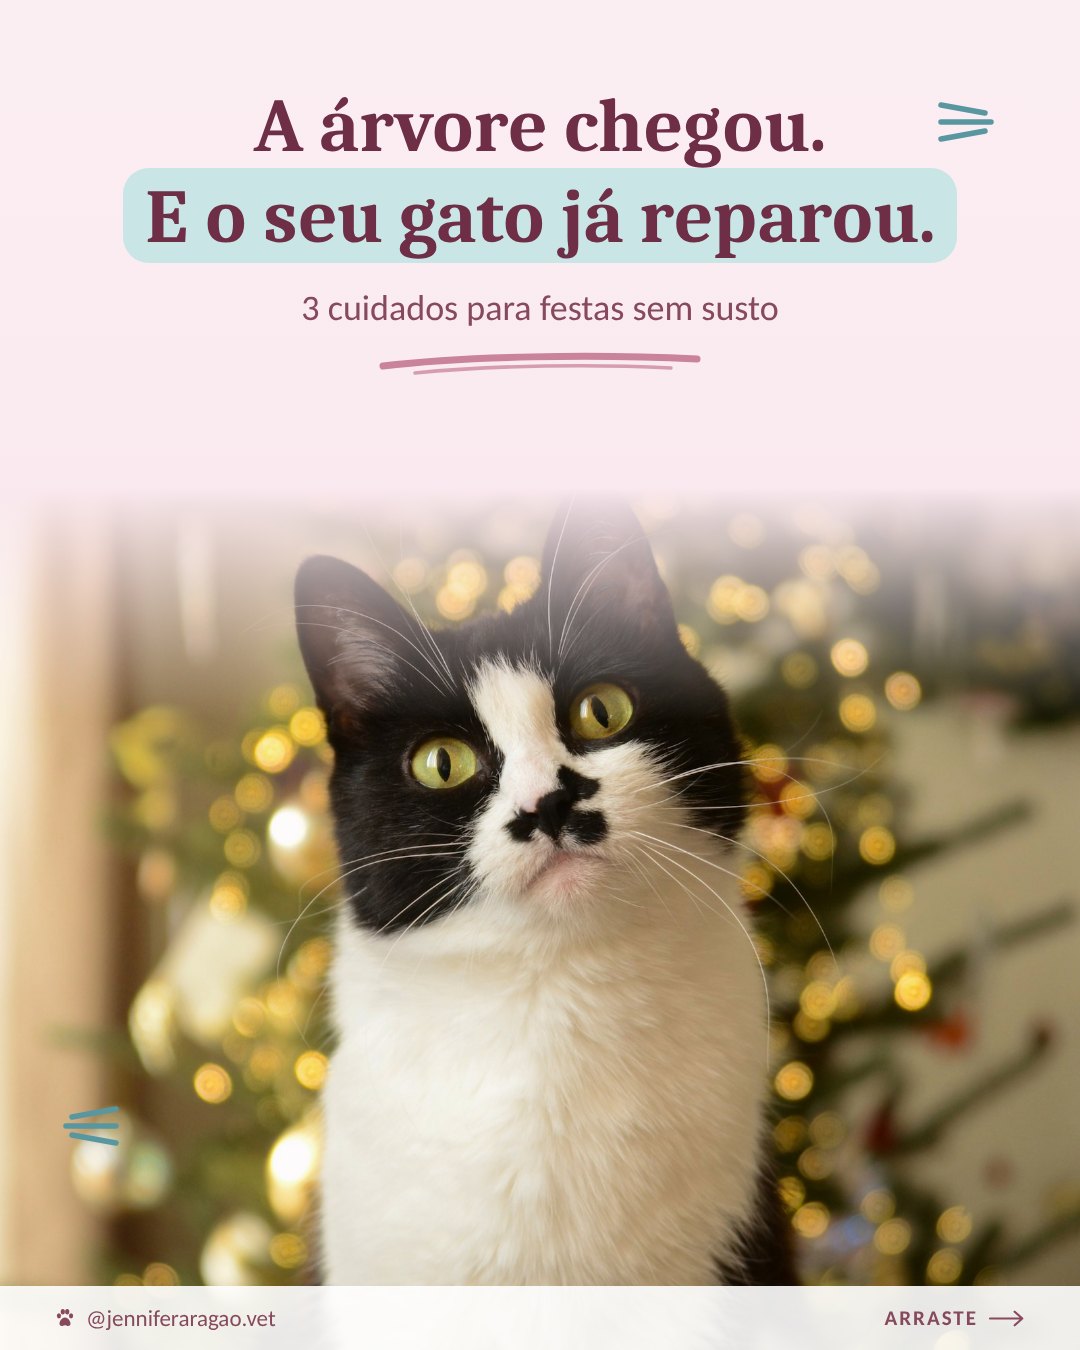 A árvore chegou.
E o seu gato já reparou.
3 cuidados para festas sem susto
@jenniferaragao.vet
ARRASTE